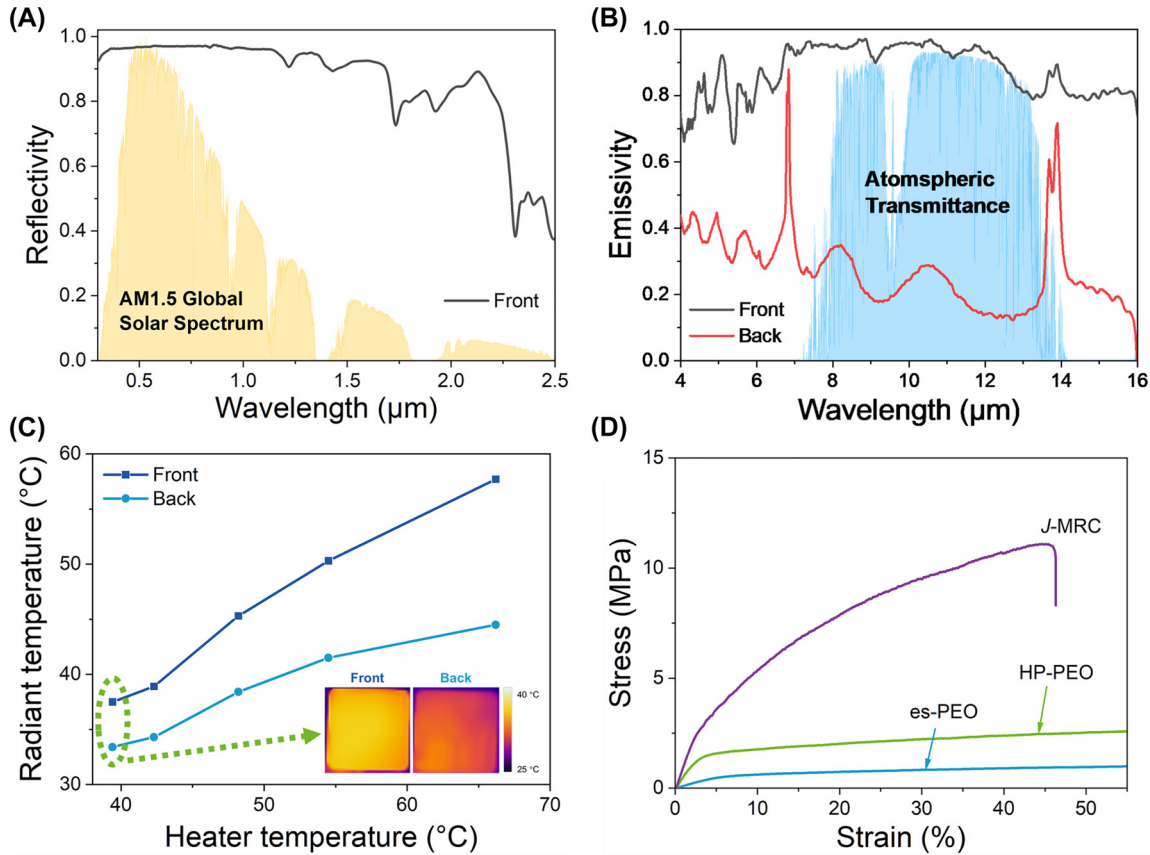 (A)
1.0
0.8
0.6
0.4
0.2
0.0
Reflectivity
AM1.5 Global
Solar Spectrum
Front
0.5
1.0
1.5
2.0
2.5
Wavelength (μm)
(B)
1.0
0.8
0.6
0.4
0.2
0.0
Emissivity
Atomspheric
Transmittance
Front
Back
4
6
8
10
12
14
16
Wavelength (μm)
(C)
60
50
40
30
Radiant temperature (°C)
Front
Back
Front
Back
40 °C
25 °C
40
50
60
70
Heater temperature (°C)
(D)
15
10
5
0
Stress (MPa)
J-MRC
HP-PEO
es-PEO
0
10
20
30
40
50
Strain (%)